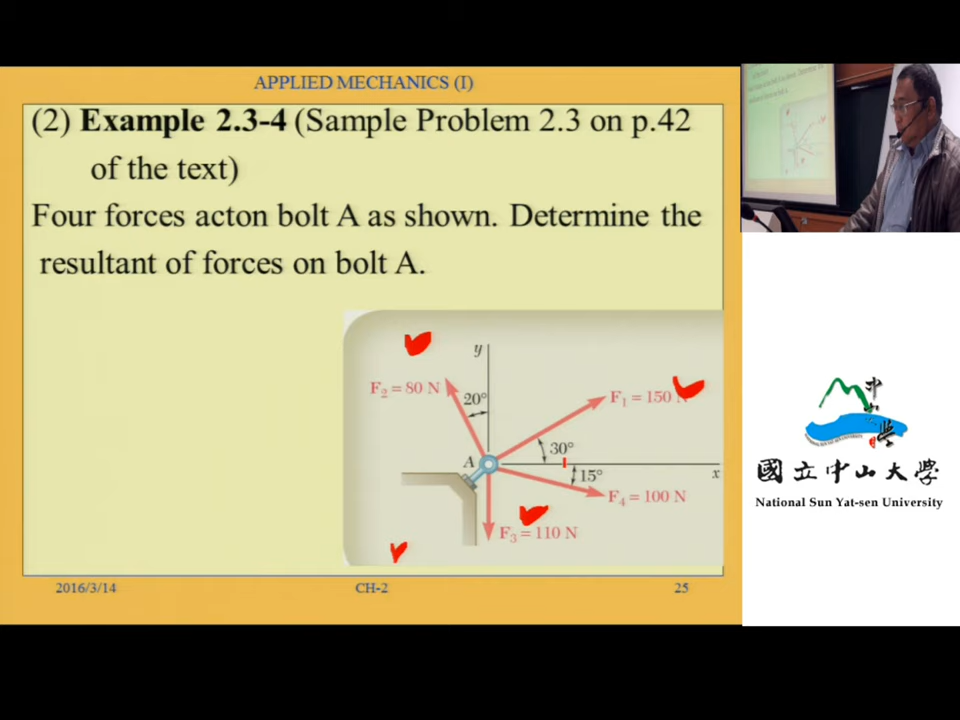 APPLIED MECHANICS (I)
(2) Example 2.3-4 (Sample Problem 2.3 on p.42
of the text)
Four forces acton bolt A as shown. Determine the
resultant of forces on bolt A.
y
F₂ = 80 N
20°
F₁ = 150 N
A
30°
x
15°
F₄ = 100 N
F₃ = 110 N
2016/3/14
CH-2
25
國立中山大學
National Sun Yat-sen University